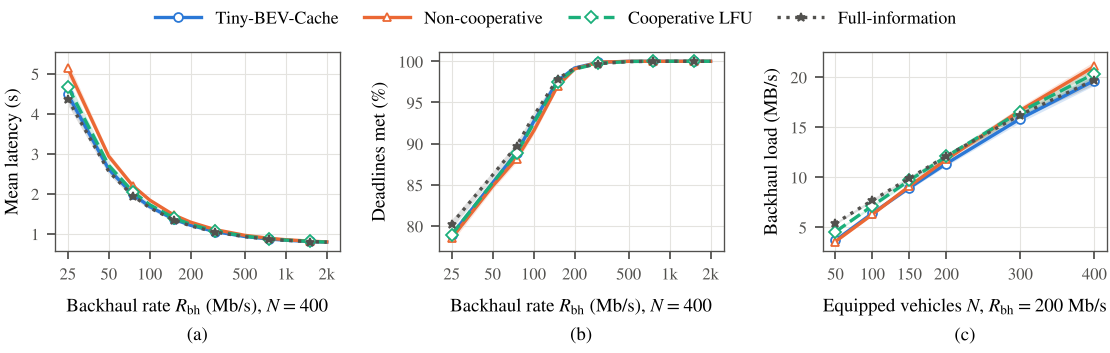 Tiny-BEV-Cache Non-cooperative Cooperative LFU Full-information
Mean latency (s)
5
4
3
2
1
25 50 100 200 500 1k 2k
Backhaul rate R_bh (Mb/s), N = 400
(a)
Deadlines met (%)
100
95
90
85
80
25 50 100 200 500 1k 2k
Backhaul rate R_bh (Mb/s), N = 400
(b)
Backhaul load (MB/s)
20
15
10
5
50 100 150 200 300 400
Equipped vehicles N, R_bh = 200 Mb/s
(c)